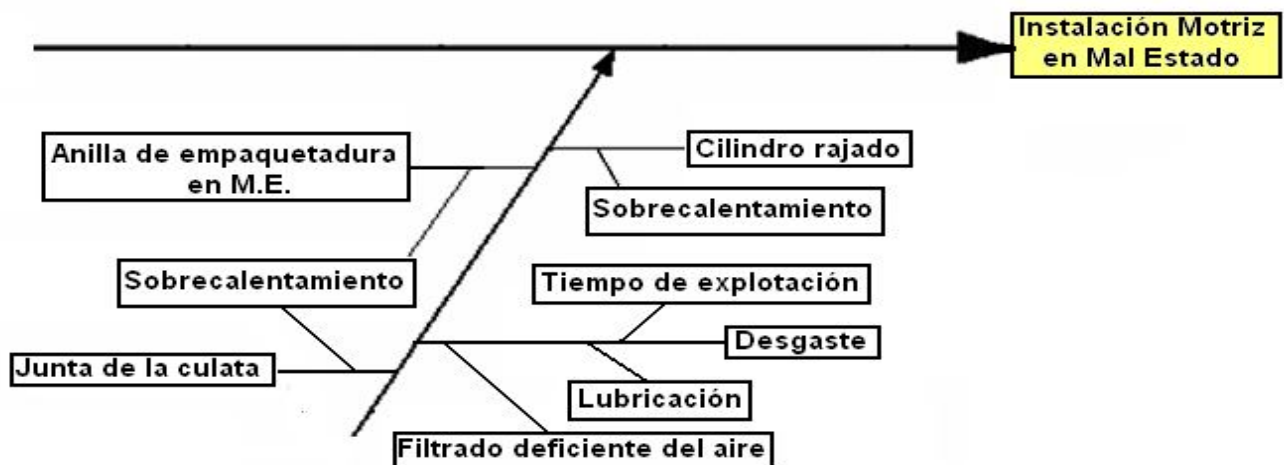 Instalación Motriz
en Mal Estado
Anilla de empaquetadura
en M.E.
Cilindro rajado
Sobrecalentamiento
Sobrecalentamiento
Tiempo de explotación
Desgaste
Junta de la culata
Lubricación
Filtrado deficiente del aire